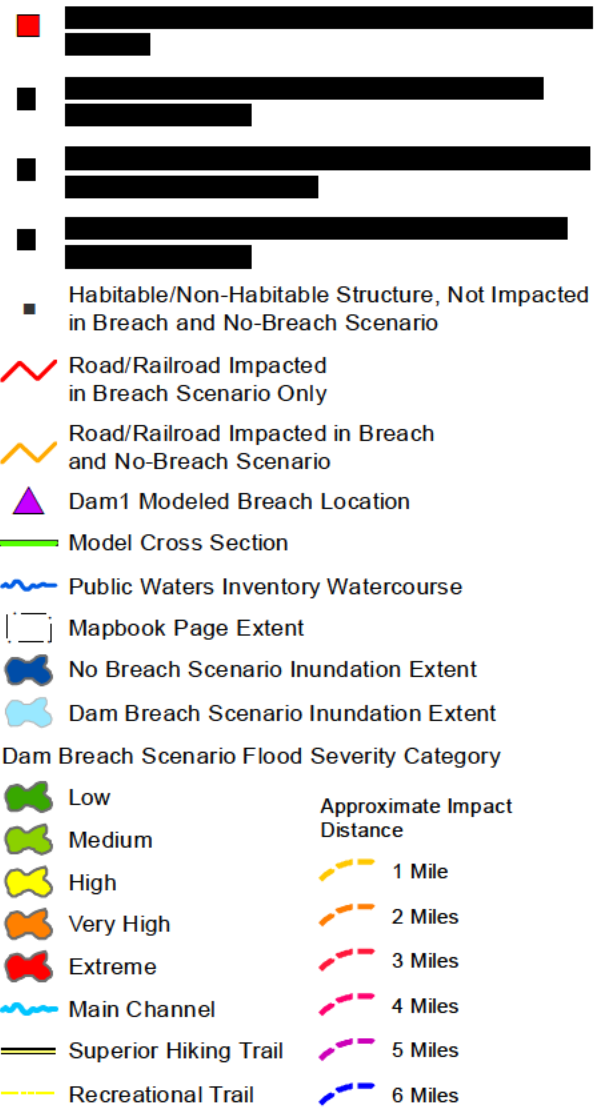 Habitable/Non-Habitable Structure, Not Impacted
in Breach and No-Breach Scenario
Road/Railroad Impacted
in Breach Scenario Only
Road/Railroad Impacted in Breach
and No-Breach Scenario
Dam1 Modeled Breach Location
Model Cross Section
Public Waters Inventory Watercourse
Mapbook Page Extent
No Breach Scenario Inundation Extent
Dam Breach Scenario Inundation Extent
Dam Breach Scenario Flood Severity Category
Low
Medium
High
Very High
Extreme
Main Channel
Superior Hiking Trail
Recreational Trail
Approximate Impact
Distance
1 Mile
2 Miles
3 Miles
4 Miles
5 Miles
6 Miles